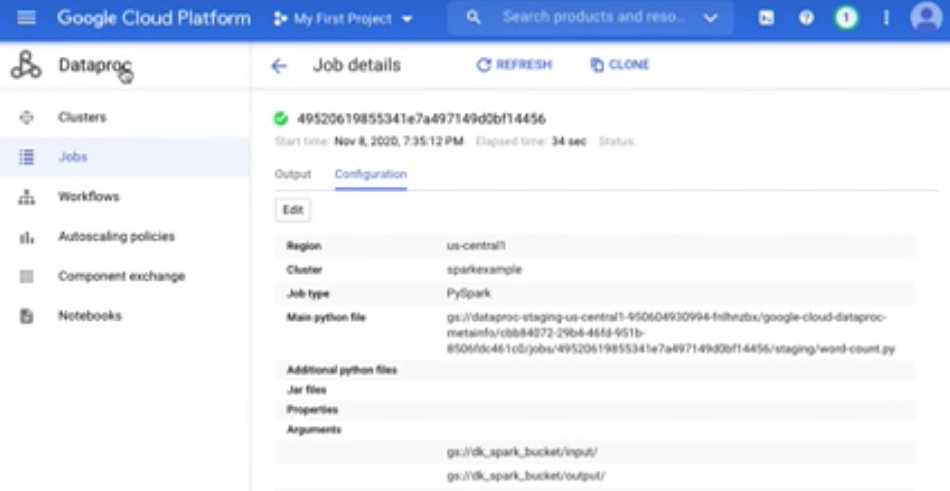 Google Cloud Platform
My First Project
Search products and reso...
1
Dataproc
Job details
REFRESH
CLONE
Clusters
Jobs
Workflows
Autoscaling policies
Component exchange
Notebooks
49520619855341e7a497149d0bf14456
Start time: Nov 8, 2020, 7:35:12 PM Elapsed time: 34 sec Status:
Output Configuration
Edit
Region us-central1
Cluster sparkexample
Job type PySpark
Main python file gs://dataproc-staging-us-central1-950604930994-fnlhnzbx/google-cloud-dataproc-
metainfo/cbb84072-29b4-46fd-951b-
8506fdc461c0/jobs/49520619855341e7a497149d0bf14456/staging/word-count.py
Additional python files
Jar files
Properties
Arguments
gs://dk_spark_bucket/input/
gs://dk_spark_bucket/output/